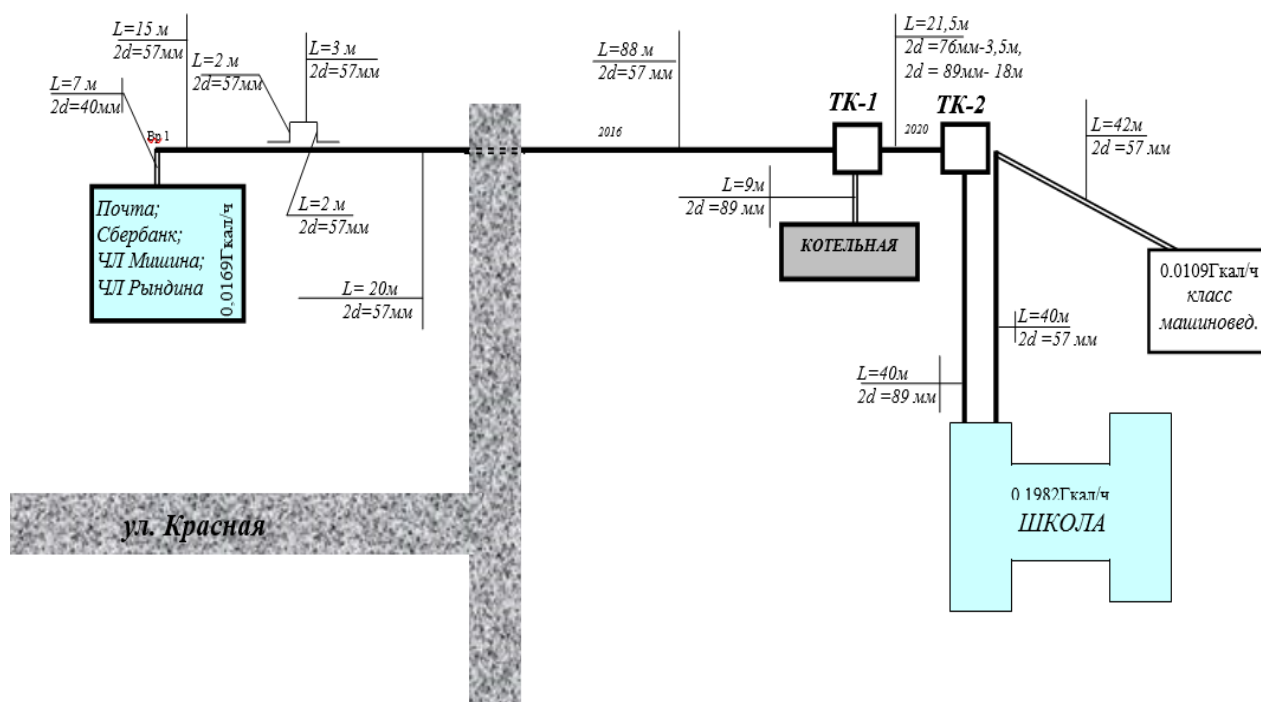 L=15 м
2d=57мм
L=2 м
2d=57мм
L=3 м
2d=57мм
L=7 м
2d=40мм
L=88 м
2d=57 мм
L=21,5м
2d =76мм-3,5м,
2d = 89мм- 18м
ТК-1
ТК-2
L=42м
2d =57 мм
Вр 1
2016
2020
Почта;
Сбербанк;
ЧЛ Мишина;
ЧЛ Рындина
0,0169Гкал/ч
L=2 м
2d=57мм
L= 20м
2d=57мм
L=9м
2d =89 мм
КОТЕЛЬНАЯ
0.0109Гкал/ч
класс
машиновед.
L=40м
2d =57 мм
L=40м
2d =89 мм
0.1982Гкал/ч
ШКОЛА
ул. Красная